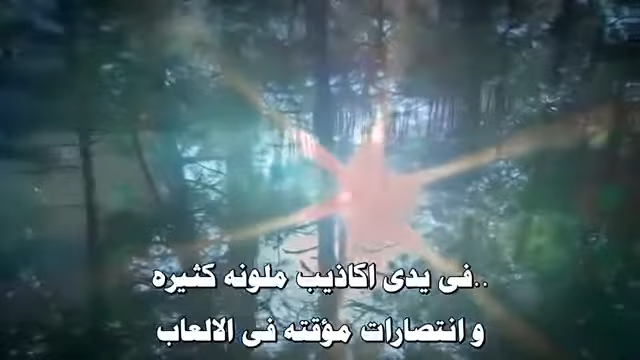 ..فى يدى اكاذيب ملونه كثيره
و انتصارات مؤقته فى الالعاب